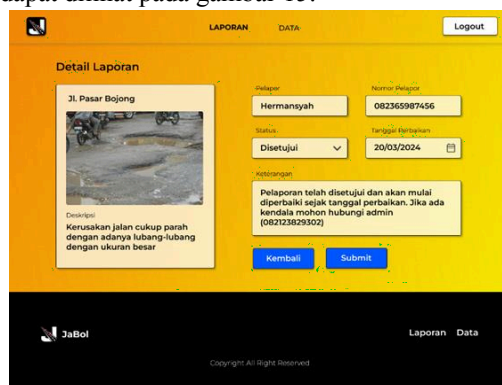 dapat dilihat pada gambar 15.
LAPORAN
DATA
Logout
Detail Laporan
Jl. Pasar Bojong
Deskripsi
Kerusakan jalan cukup parah
dengan adanya lubang-lubang
dengan ukuran besar
Pelapor
Hermansyah
Nomor Pelapor
082365987456
Status
Disetujui
Tanggal Perbaikan
20/03/2024
Keterangan
Pelaporan telah disetujui dan akan mulai
diperbaiki sejak tanggal perbaikan. Jika ada
kendala mohon hubungi admin
(082123829302)
Kembali
Submit
JaBol
Laporan Data
Copyright All Right Reserved